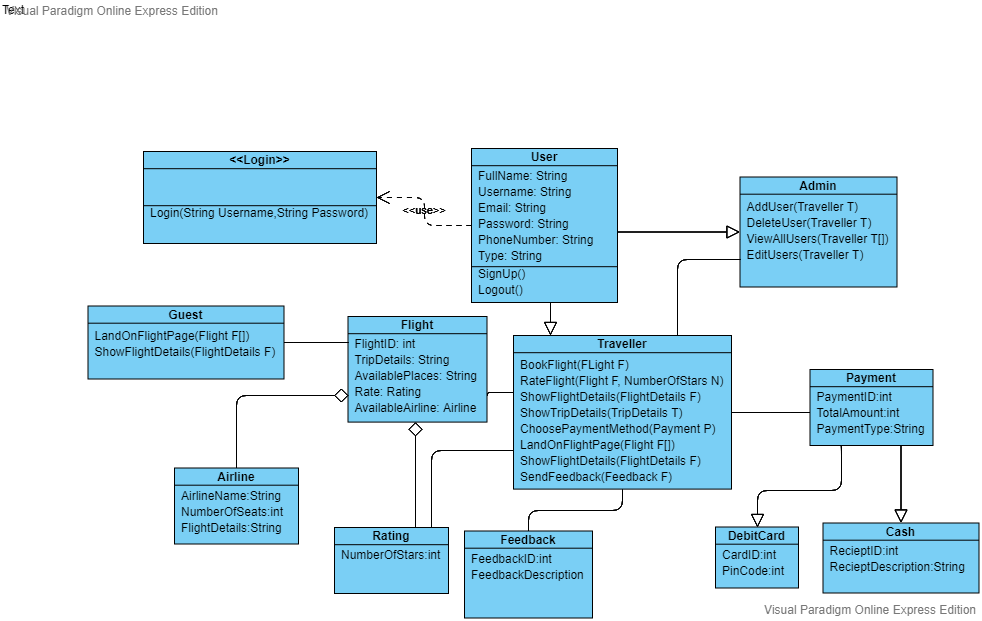 Text
Visual Paradigm Online Express Edition
<<Login>>
Login(String Username,String Password)
<<use>>
User
FullName: String
Username: String
Email: String
Password: String
PhoneNumber: String
Type: String
SignUp()
Logout()
Admin
AddUser(Traveller T)
DeleteUser(Traveller T)
ViewAllUsers(Traveller T[])
EditUsers(Traveller T)
Guest
LandOnFlightPage(Flight F[])
ShowFlightDetails(FlightDetails F)
Flight
FlightID: int
TripDetails: String
AvailablePlaces: String
Rate: Rating
AvailableAirline: Airline
Traveller
BookFlight(FLight F)
RateFlight(Flight F, NumberOfStars N)
ShowFlightDetails(FlightDetails F)
ShowTripDetails(TripDetails T)
ChoosePaymentMethod(Payment P)
LandOnFlightPage(Flight F[])
ShowFlightDetails(FlightDetails F)
SendFeedback(Feedback F)
Payment
PaymentID:int
TotalAmount:int
PaymentType:String
Airline
AirlineName:String
NumberOfSeats:int
FlightDetails:String
Rating
NumberOfStars:int
Feedback
FeedbackID:int
FeedbackDescription
DebitCard
CardID:int
PinCode:int
Cash
RecieptID:int
RecieptDescription:String
Visual Paradigm Online Express Edition